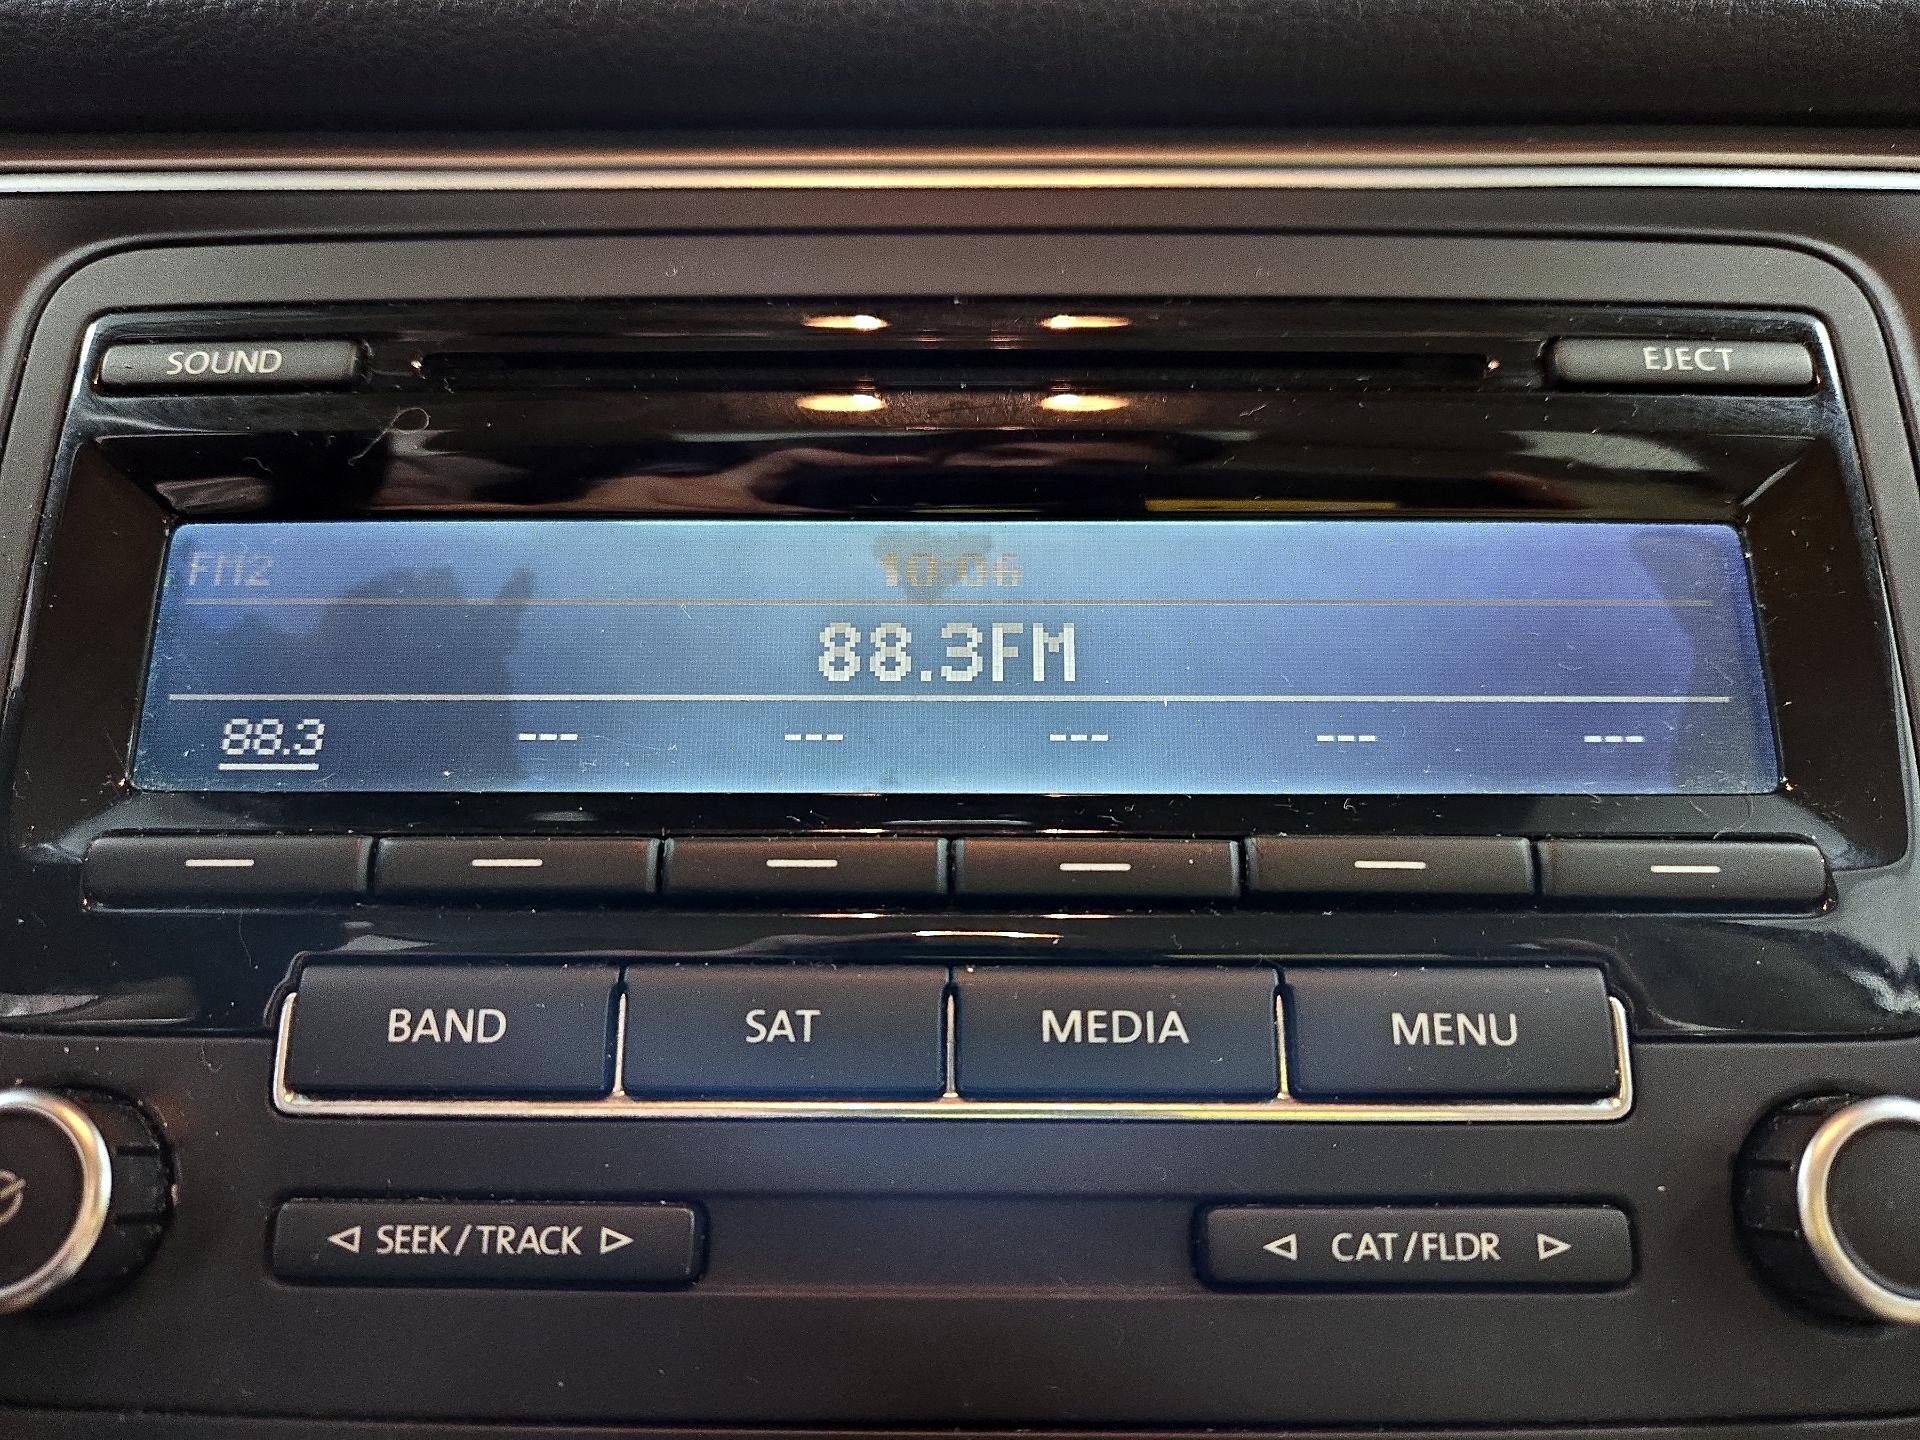 SOUND EJECT
FM2 10:06
88.3FM
88.3 --- --- --- --- ---
BAND SAT MEDIA MENU
SEEK/TRACK CAT/FLDR